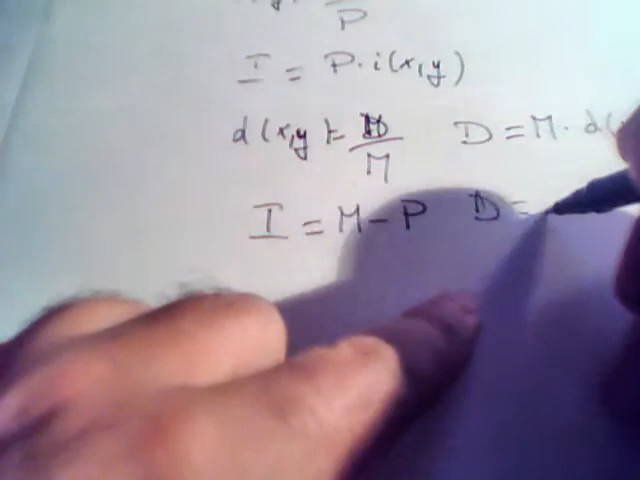 P
I = P·i(x,y)
d(x,y)= D/M D = M·d(
I = M-P D=